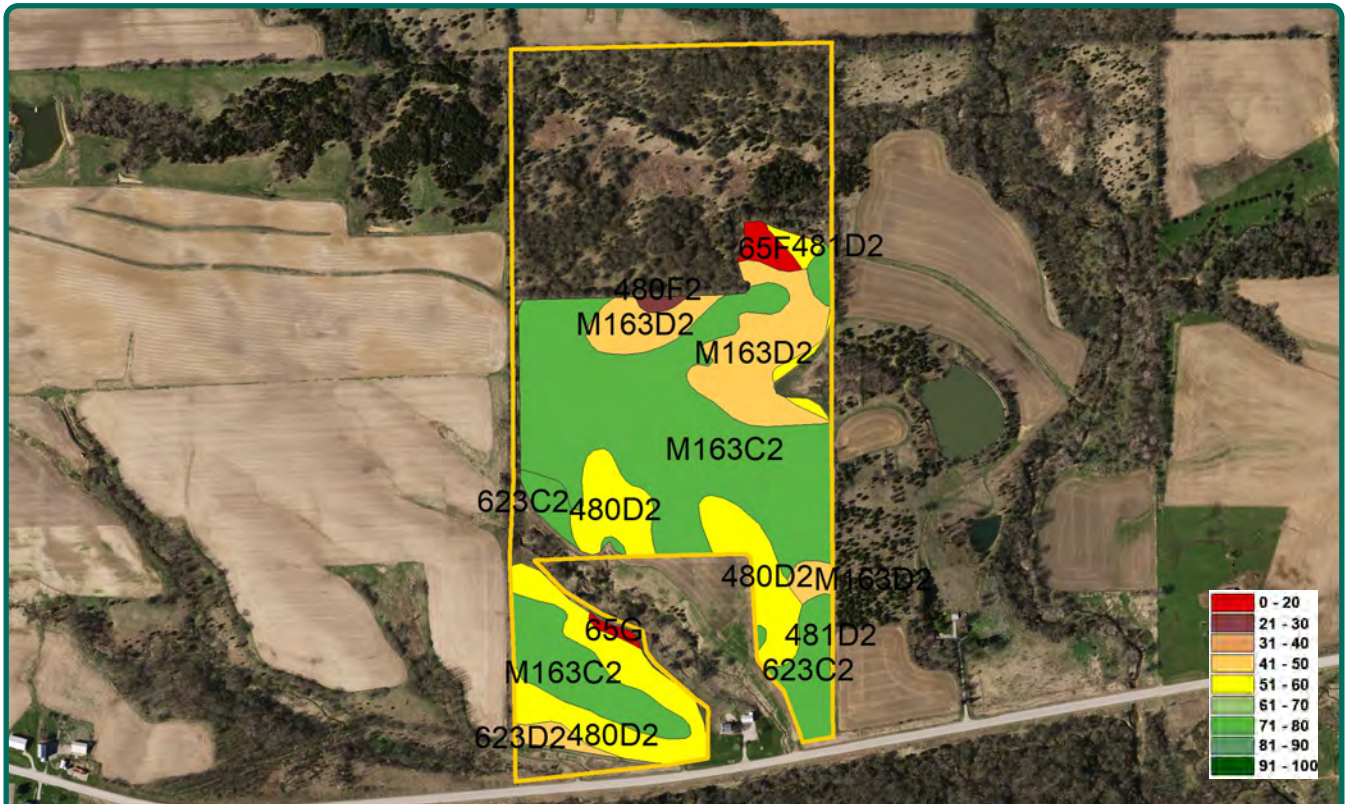 65F
481D2
480F2
M163D2
M163D2
M163C2
623C2
480D2
480D2
M163D2
65G
481D2
M163C2
623C2
623D2
480D2
0 - 20
21 - 30
31 - 40
41 - 50
51 - 60
61 - 70
71 - 80
81 - 90
91 - 100